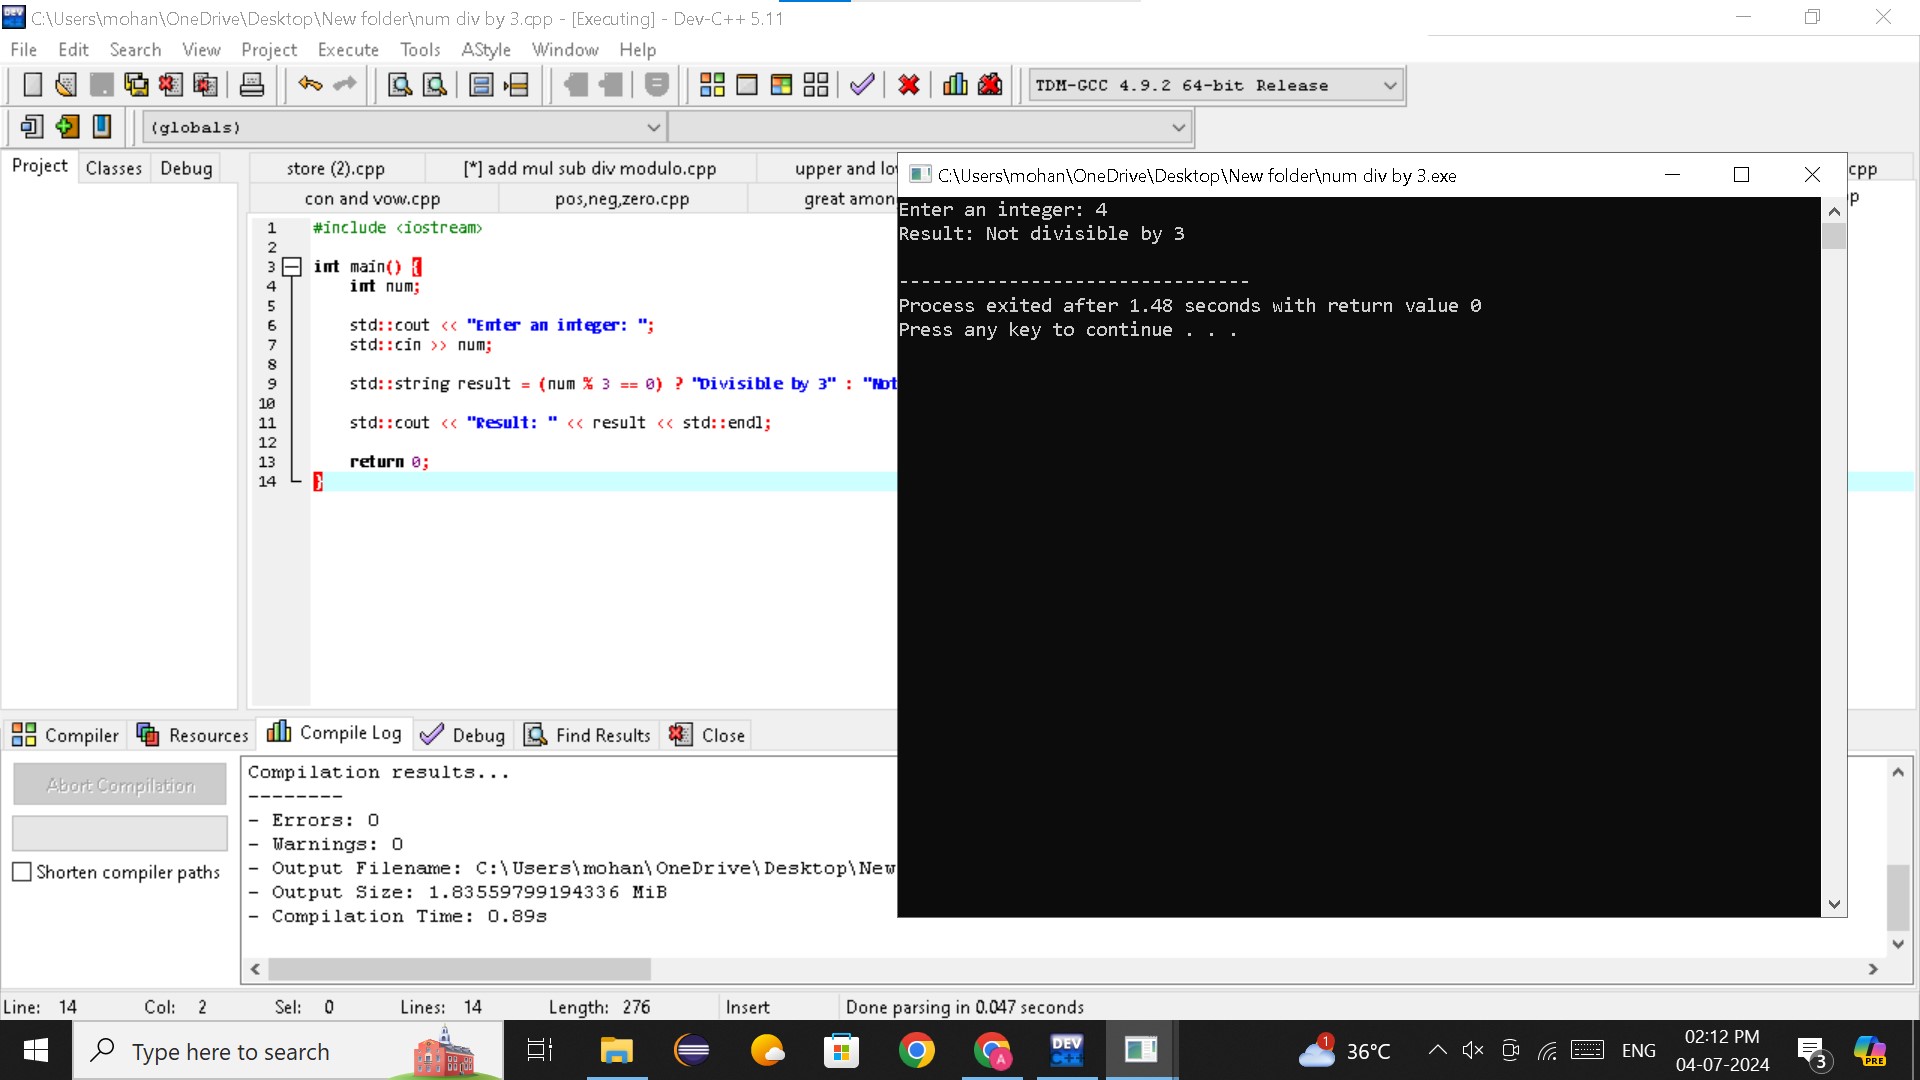 C:\Users\mohan\OneDrive\Desktop\New folder\num div by 3.cpp - [Executing] - Dev-C++ 5.11
File Edit Search View Project Execute Tools AStyle Window Help
TDM-GCC 4.9.2 64-bit Release
(globals)
Project Classes Debug
store (2).cpp [*] add mul sub div modulo.cpp upper and lo cpp
con and vow.cpp pos,neg,zero.cpp great amon p
1 #include <iostream>
2
3 int main() {
4 int num;
5
6 std::cout << "Enter an integer: ";
7 std::cin >> num;
8
9 std::string result = (num % 3 == 0) ? "Divisible by 3" : "Not
10
11 std::cout << "Result: " << result << std::endl;
12
13 return 0;
14 }
C:\Users\mohan\OneDrive\Desktop\New folder\num div by 3.exe
Enter an integer: 4
Result: Not divisible by 3
--------------------------------
Process exited after 1.48 seconds with return value 0
Press any key to continue . . .
Compiler Resources Compile Log Debug Find Results Close
Abort Compilation
Shorten compiler paths
Compilation results...
--------
- Errors: 0
- Warnings: 0
- Output Filename: C:\Users\mohan\OneDrive\Desktop\New
- Output Size: 1.83559799194336 MiB
- Compilation Time: 0.89s
Line: 14 Col: 2 Sel: 0 Lines: 14 Length: 276 Insert Done parsing in 0.047 seconds
Type here to search
DEV C++
1
36°C
ENG
02:12 PM
04-07-2024
3
PRE